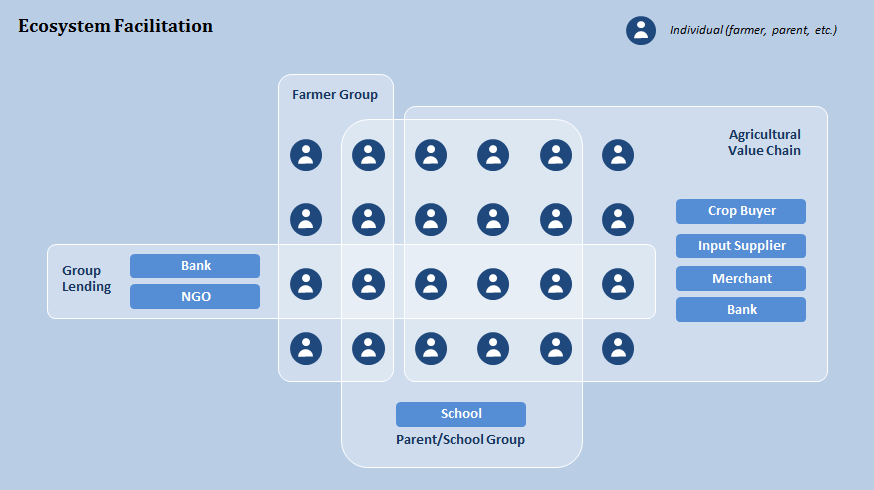 Ecosystem Facilitation
Individual (farmer, parent, etc.)
Farmer Group
Agricultural
Value Chain
Crop Buyer
Input Supplier
Merchant
Bank
Group
Lending
Bank
NGO
School
Parent/School Group